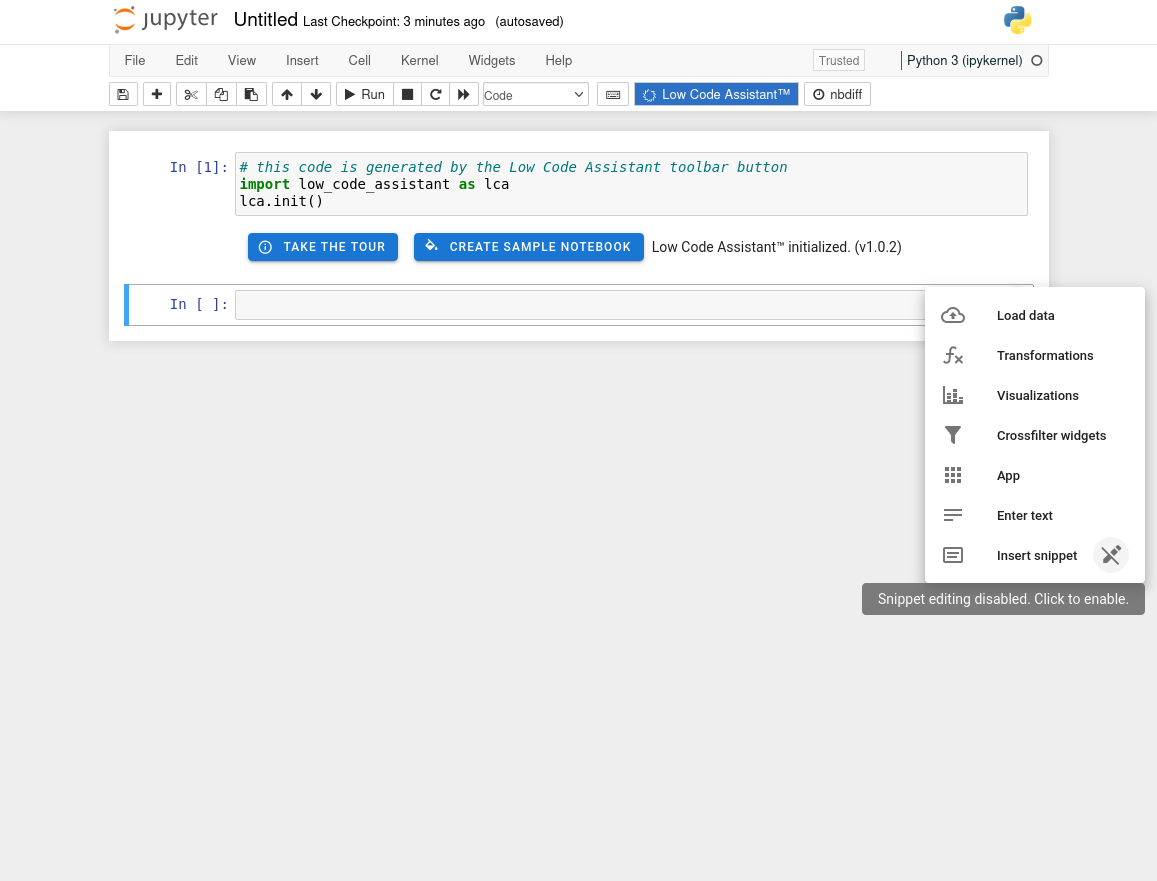 jupyter Untitled Last Checkpoint: 3 minutes ago (autosaved)
File Edit View Insert Cell Kernel Widgets Help Trusted Python 3 (ipykernel)
Run Code Low Code Assistant™ nbdiff
In [1]: # this code is generated by the Low Code Assistant toolbar button
import low_code_assistant as lca
lca.init()
TAKE THE TOUR CREATE SAMPLE NOTEBOOK Low Code Assistant™ initialized. (v1.0.2)
In [ ]:
Load data
Transformations
Visualizations
Crossfilter widgets
App
Enter text
Insert snippet
Snippet editing disabled. Click to enable.